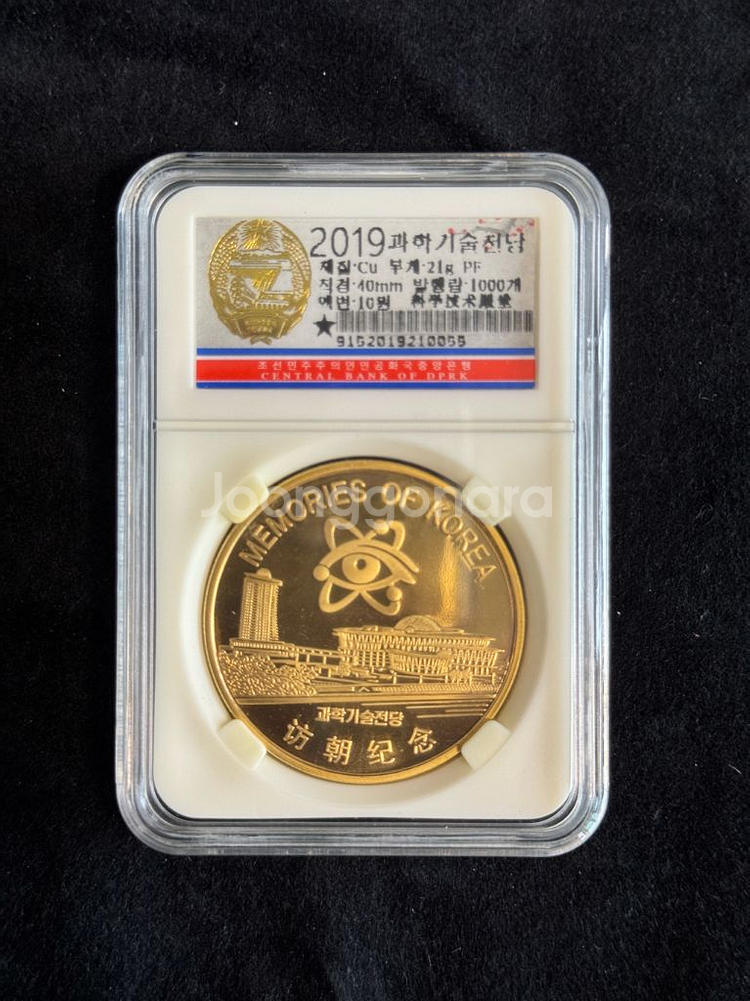 2019과학기술전당
재질·Cu 무게·21g PF
직경·40mm 발행량·1000개
액면·10원 科學技术殿堂
★
9152019210055
조선민주주의인민공화국중앙은행
CENTRAL BANK OF DPRK
Joonggonara
MEMORIES OF KOREA
과학기술전당
访朝纪念